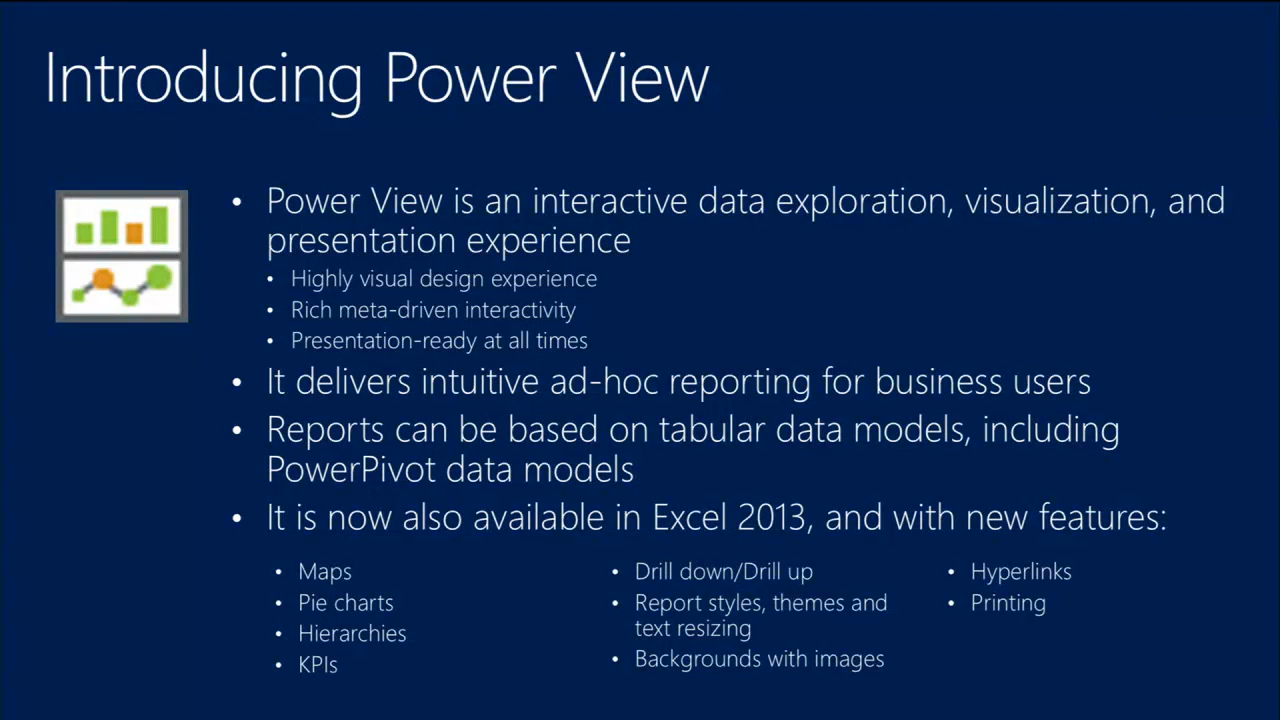 Introducing Power View
• Power View is an interactive data exploration, visualization, and
presentation experience
• Highly visual design experience
• Rich meta-driven interactivity
• Presentation-ready at all times
• It delivers intuitive ad-hoc reporting for business users
• Reports can be based on tabular data models, including
PowerPivot data models
• It is now also available in Excel 2013, and with new features:
• Maps
• Pie charts
• Hierarchies
• KPIs
• Drill down/Drill up
• Report styles, themes and
text resizing
• Backgrounds with images
• Hyperlinks
• Printing